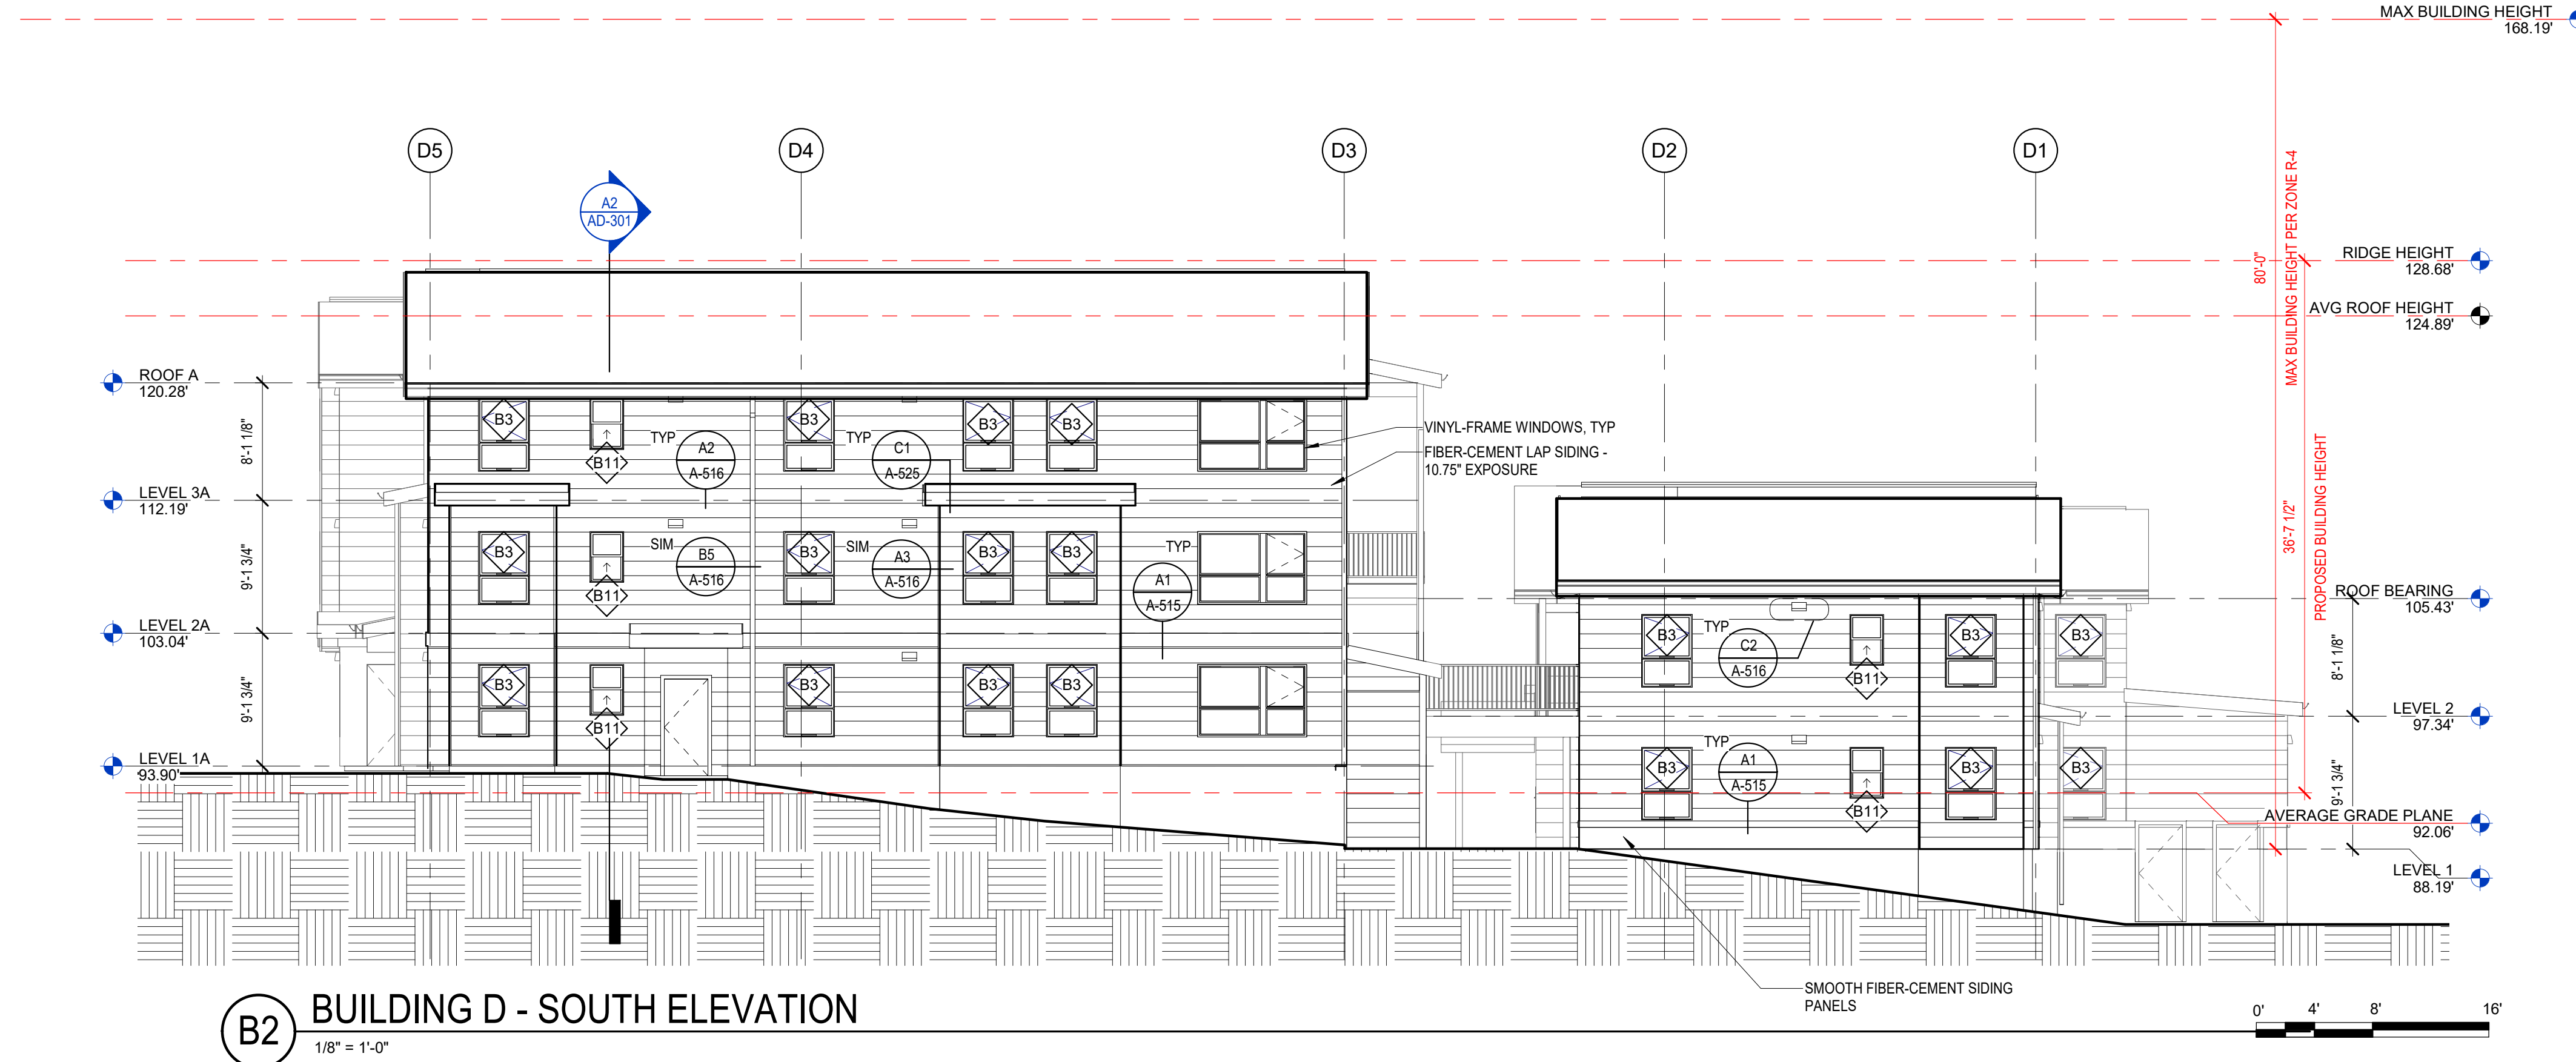 MAX BUILDING HEIGHT
168.19'
D5
D4
D3
D2
D1
A2
AD-301
80'-0"
MAX BUILDING HEIGHT PER ZONE R-4
RIDGE HEIGHT
128.68'
AVG ROOF HEIGHT
124.89'
ROOF A
120.28'
8'-1 1/8"
LEVEL 3A
112.19'
9'-1 3/4"
LEVEL 2A
103.04'
9'-1 3/4"
LEVEL 1A
93.90'
B3
B11
TYP
A2
A-516
B3
TYP
C1
A-525
B3
B3
VINYL-FRAME WINDOWS, TYP
FIBER-CEMENT LAP SIDING -
10.75" EXPOSURE
B3
B11
SIM
B5
A-516
B3
SIM
A3
A-516
B3
B3
TYP
A1
A-515
B3
B11
B3
B3
B3
36'-7 1/2"
PROPOSED BUILDING HEIGHT
ROOF BEARING
105.43'
B3
TYP
C2
A-516
B11
B3
B3
8'-1 1/8"
LEVEL 2
97.34'
B3
TYP
A1
A-515
B11
B3
B3
9'-1 3/4"
AVERAGE GRADE PLANE
92.06'
LEVEL 1
88.19'
SMOOTH FIBER-CEMENT SIDING
PANELS
B2
BUILDING D - SOUTH ELEVATION
1/8" = 1'-0"
0'
4'
8'
16'